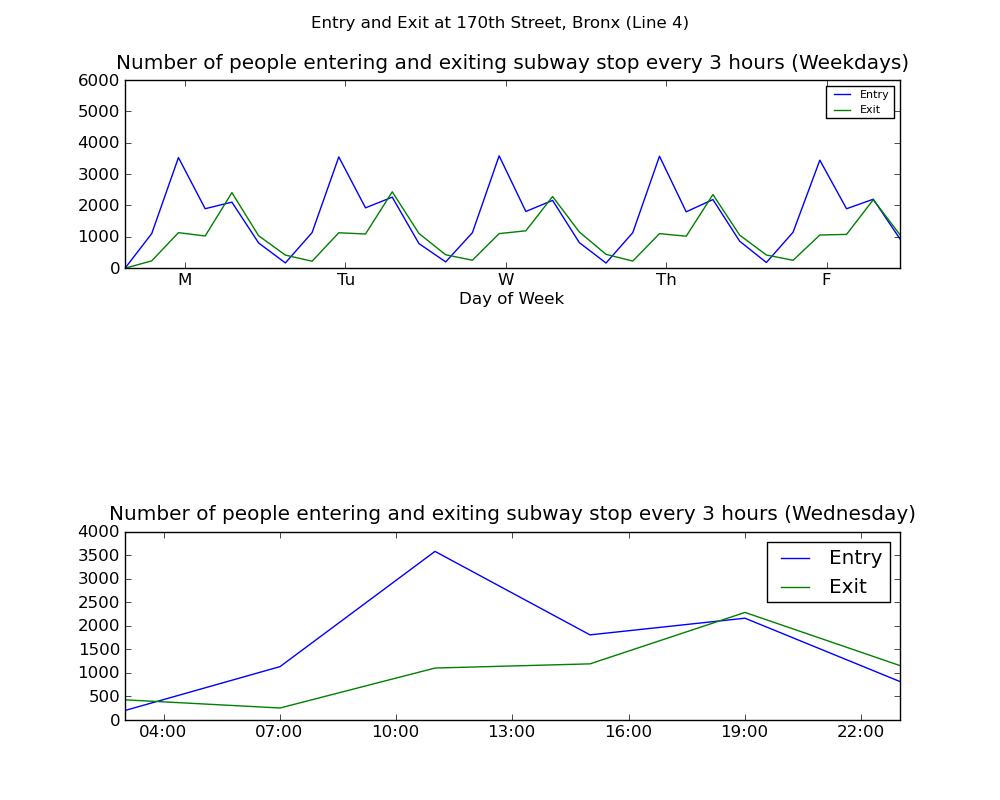 Entry and Exit at 170th Street, Bronx (Line 4)
Number of people entering and exiting subway stop every 3 hours (Weekdays)
6000
5000
4000
3000
2000
1000
0
Entry
Exit
M Tu W Th F
Day of Week
Number of people entering and exiting subway stop every 3 hours (Wednesday)
4000
3500
3000
2500
2000
1500
1000
500
0
Entry
Exit
04:00 07:00 10:00 13:00 16:00 19:00 22:00